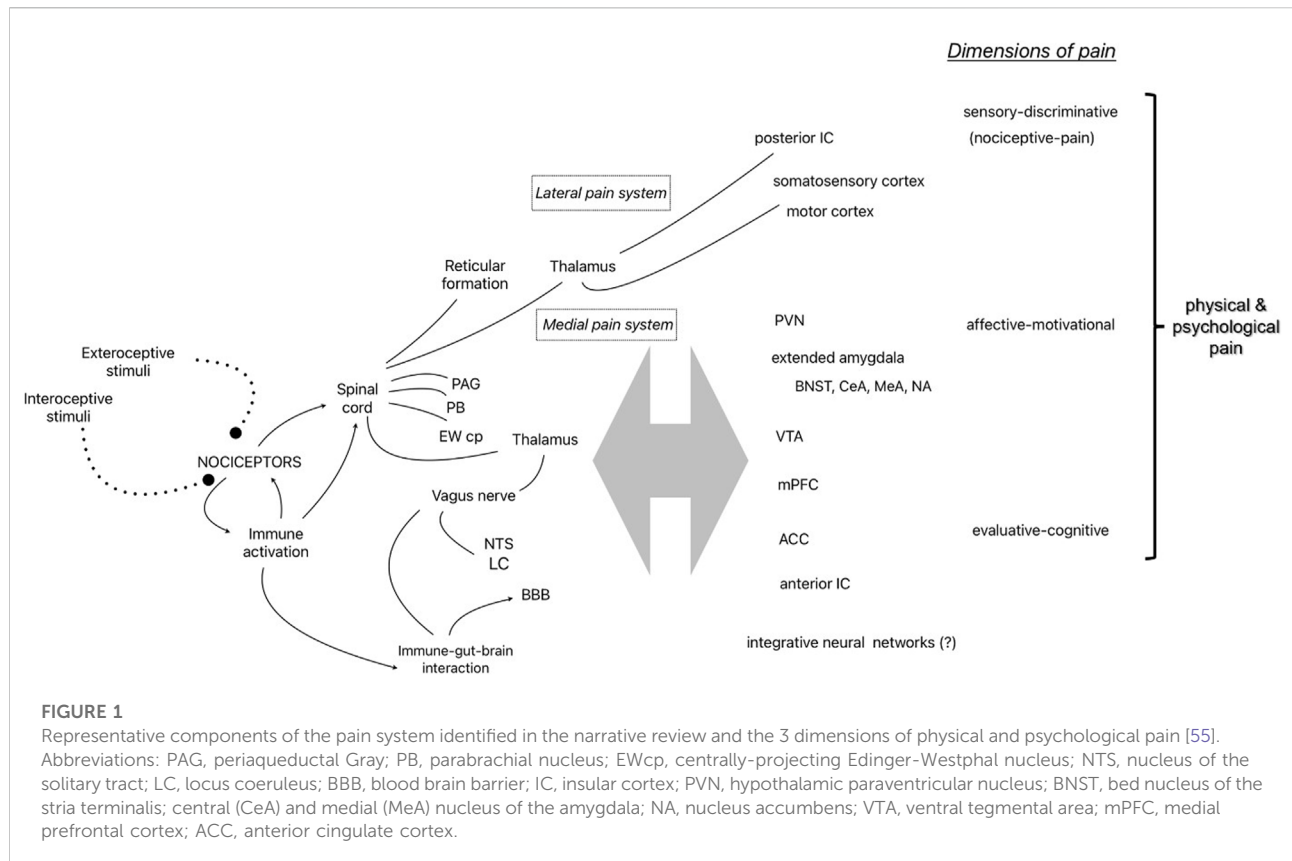 Dimensions of pain
sensory-discriminative
(nociceptive-pain)
posterior IC
somatosensory cortex
motor cortex
Lateral pain system
Reticular
formation
Thalamus
Medial pain system
PVN
affective-motivational
physical &
psychological
pain
extended amygdala
BNST, CeA, MeA, NA
Exteroceptive
stimuli
Interoceptive
stimuli
Spinal
cord
PAG
PB
EW cp
Thalamus
VTA
NOCICEPTORS
mPFC
Vagus nerve
Immune
activation
NTS
LC
ACC
evaluative-cognitive
anterior IC
BBB
Immune-gut-brain
interaction
integrative neural networks (?)
FIGURE 1
Representative components of the pain system identified in the narrative review and the 3 dimensions of physical and psychological pain [55].
Abbreviations: PAG, periaqueductal Gray; PB, parabrachial nucleus; EWcp, centrally-projecting Edinger-Westphal nucleus; NTS, nucleus of the
solitary tract; LC, locus coeruleus; BBB, blood brain barrier; IC, insular cortex; PVN, hypothalamic paraventricular nucleus; BNST, bed nucleus of the
stria terminalis; central (CeA) and medial (MeA) nucleus of the amygdala; NA, nucleus accumbens; VTA, ventral tegmental area; mPFC, medial
prefrontal cortex; ACC, anterior cingulate cortex.